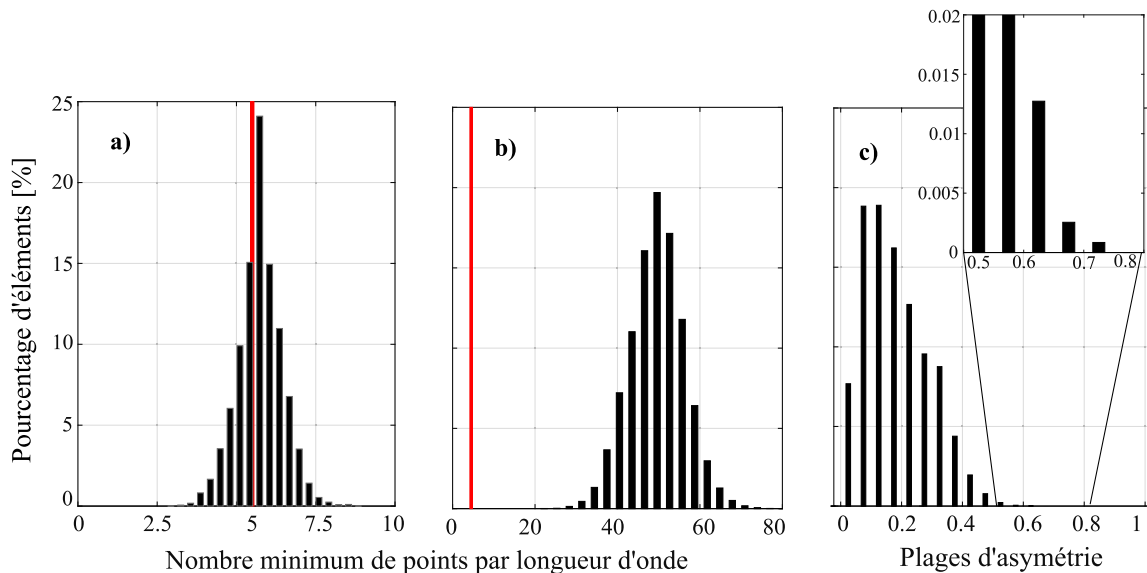 0.02
0.015
0.01
0.005
0
0.5 0.6 0.7 0.8
Pourcentage d'éléments [%]
25
20
15
10
5
0
a)
0 2.5 5 7.5 10
b)
0 20 40 60 80
Nombre minimum de points par longueur d'onde
c)
0 0.2 0.4 0.6 0.8 1
Plages d'asymétrie